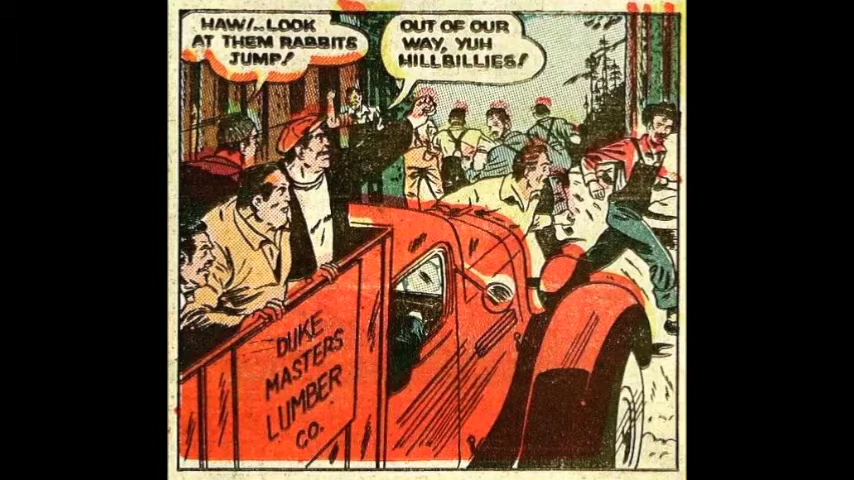 HAW!..LOOK
AT THEM RABBITS
JUMP!
OUT OF OUR
WAY, YUH
HILLBILLIES!
DUKE
MASTERS
LUMBER
CO.